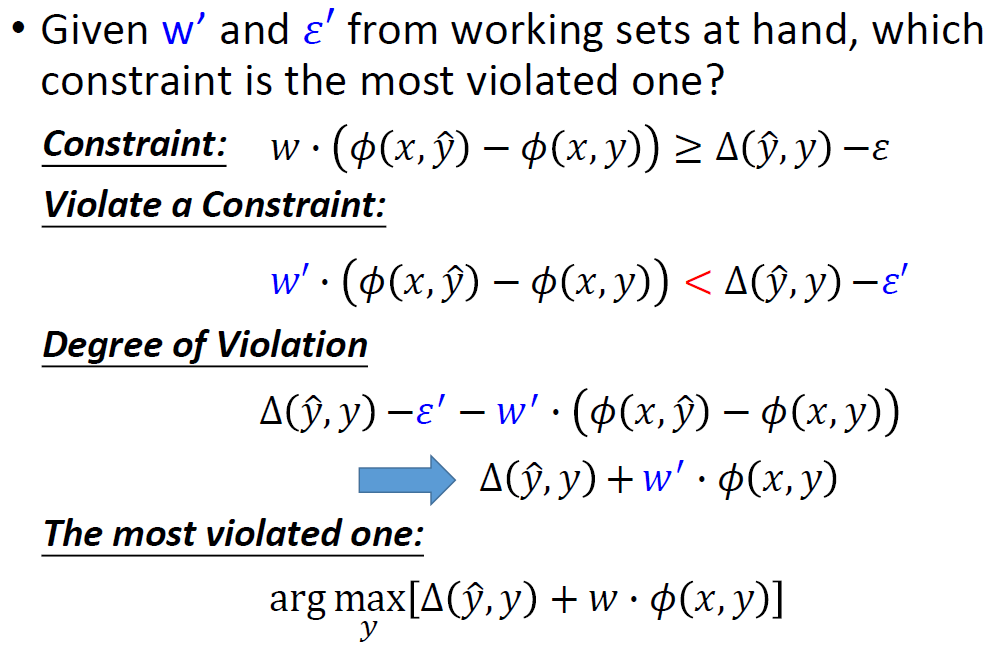 • Given w’ and ε′ from working sets at hand, which
constraint is the most violated one?
Constraint: w · (ϕ(x, ŷ) − ϕ(x, y)) ≥ Δ(ŷ, y) −ε
Violate a Constraint:
w′ · (ϕ(x, ŷ) − ϕ(x, y)) < Δ(ŷ, y) −ε′
Degree of Violation
Δ(ŷ, y) −ε′ − w′ · (ϕ(x, ŷ) − ϕ(x, y))
Δ(ŷ, y) + w′ · ϕ(x, y)
The most violated one:
arg max[Δ(ŷ, y) + w · ϕ(x, y)]
y